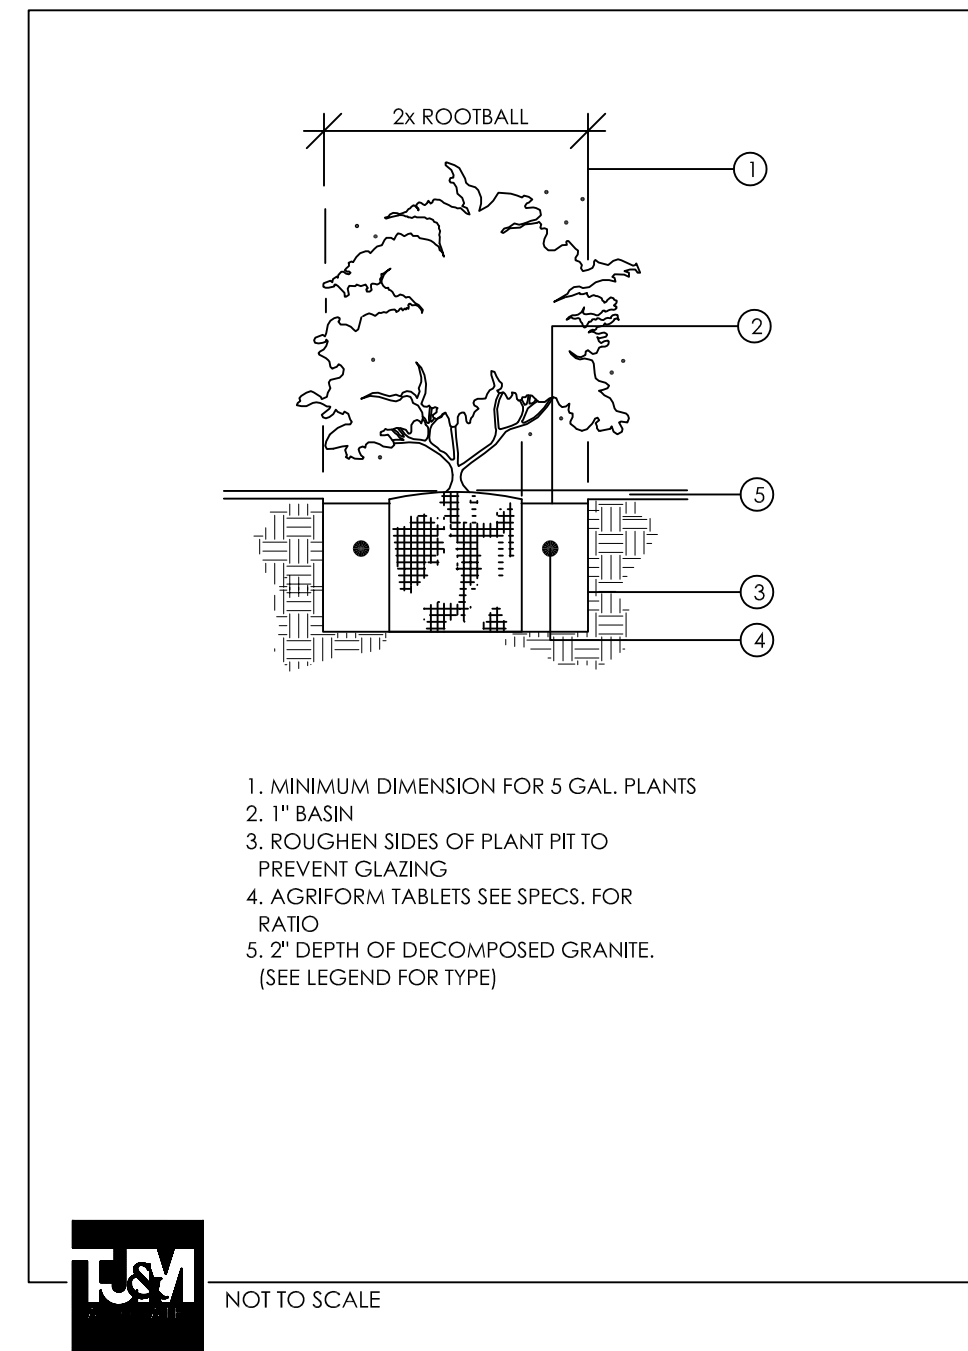 2x ROOTBALL
1
2
5
3
4
1. MINIMUM DIMENSION FOR 5 GAL. PLANTS
2. 1" BASIN
3. ROUGHEN SIDES OF PLANT PIT TO
PREVENT GLAZING
4. AGRIFORM TABLETS SEE SPECS. FOR
RATIO
5. 2" DEPTH OF DECOMPOSED GRANITE.
(SEE LEGEND FOR TYPE)
TJ&M
NOT TO SCALE